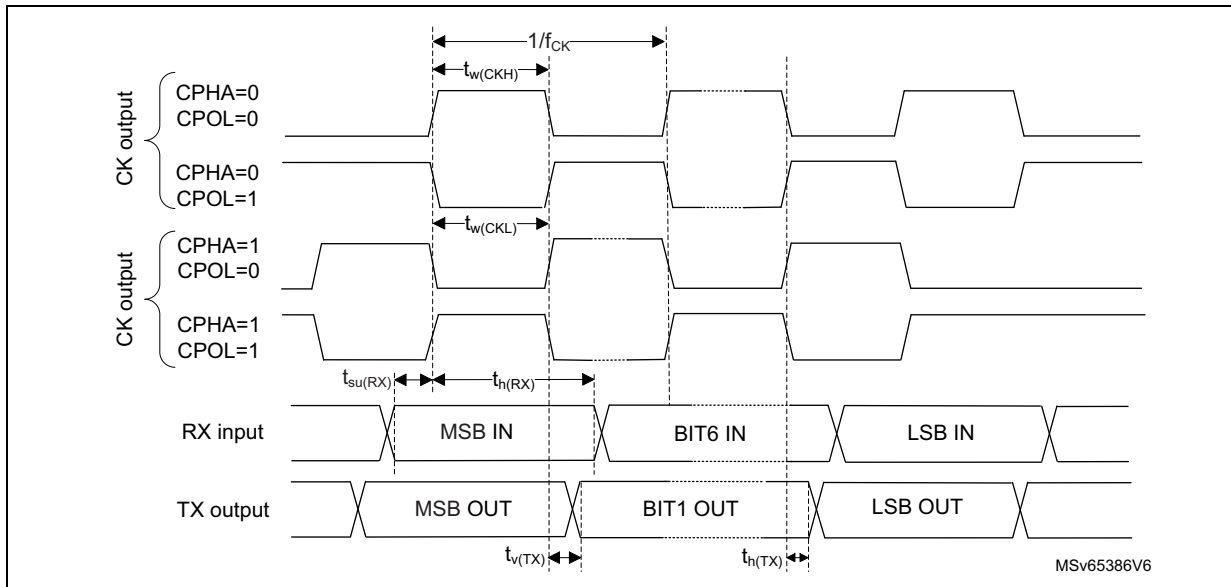 1/fCK
tw(CKH)
CK output
CPHA=0
CPOL=0
CPHA=0
CPOL=1
tw(CKL)
CK output
CPHA=1
CPOL=0
CPHA=1
CPOL=1
tsu(RX)
th(RX)
RX input
MSB IN
BIT6 IN
LSB IN
TX output
MSB OUT
BIT1 OUT
LSB OUT
tv(TX)
th(TX)
MSv65386V6